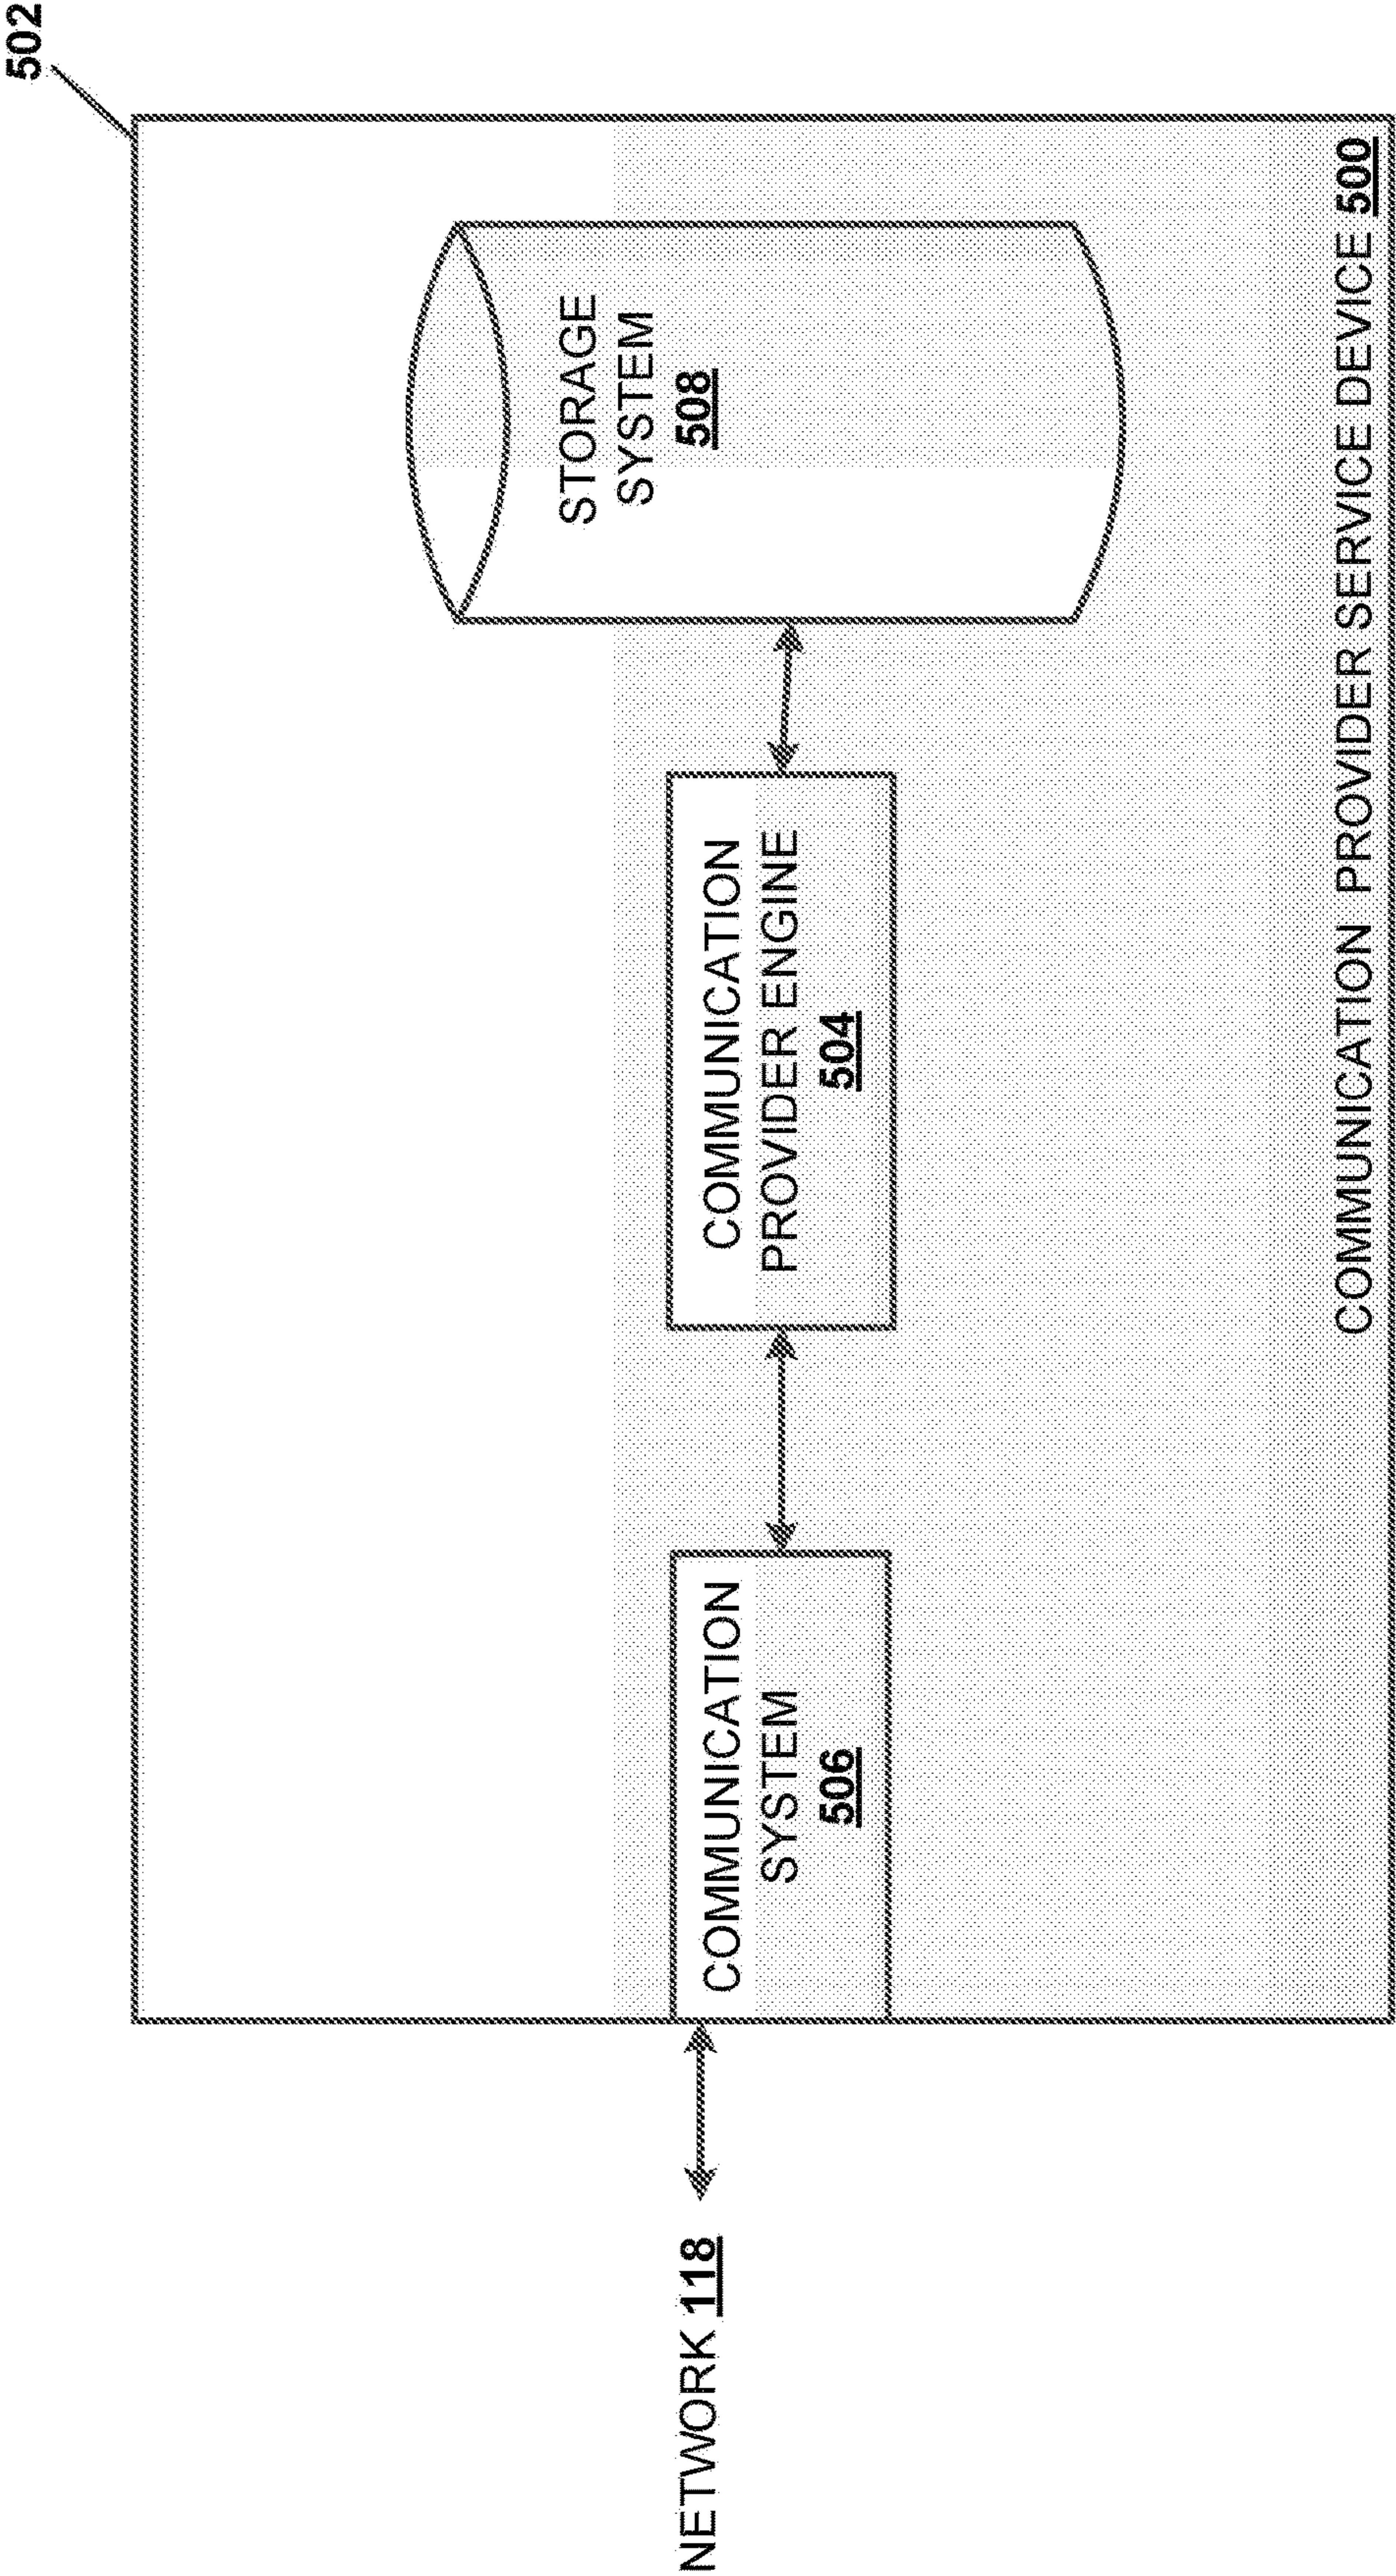 502
STORAGE
SYSTEM
508
COMMUNICATION
PROVIDER ENGINE
504
COMMUNICATION
SYSTEM
506
NETWORK 118
COMMUNICATION PROVIDER SERVICE DEVICE 500